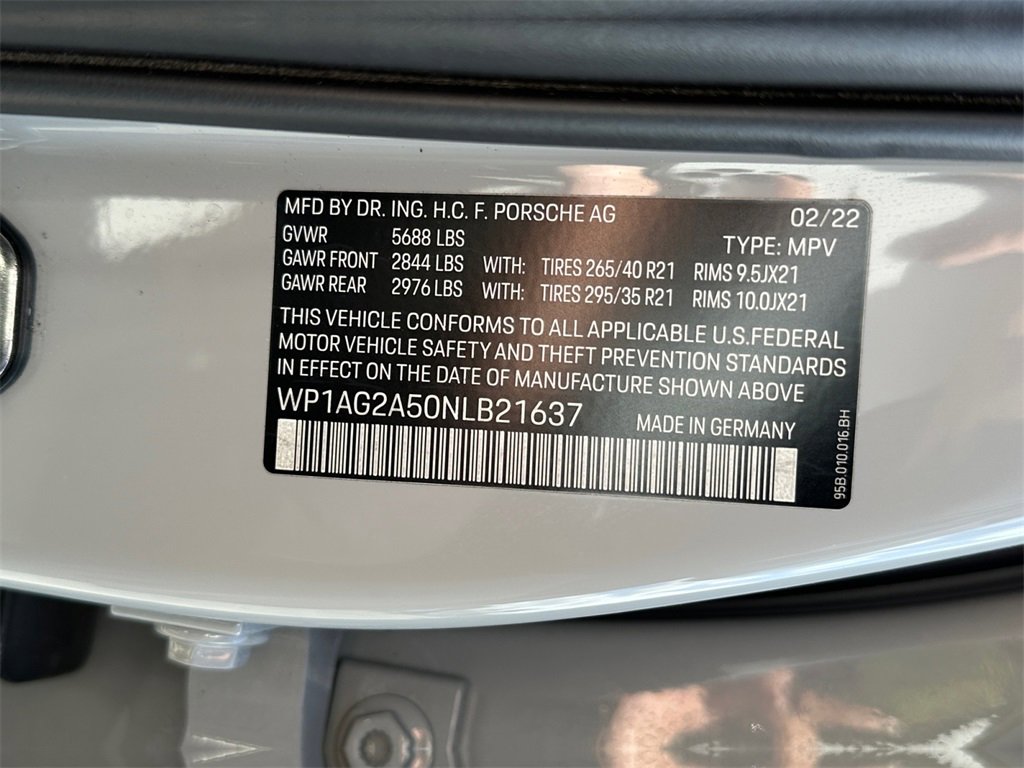 MFD BY DR. ING. H.C. F. PORSCHE AG 02/22
GVWR 5688 LBS TYPE: MPV
GAWR FRONT 2844 LBS WITH: TIRES 265/40 R21 RIMS 9.5JX21
GAWR REAR 2976 LBS WITH: TIRES 295/35 R21 RIMS 10.0JX21
THIS VEHICLE CONFORMS TO ALL APPLICABLE U.S.FEDERAL
MOTOR VEHICLE SAFETY AND THEFT PREVENTION STANDARDS
IN EFFECT ON THE DATE OF MANUFACTURE SHOWN ABOVE
WP1AG2A50NLB21637 MADE IN GERMANY
95B.010.016.BH